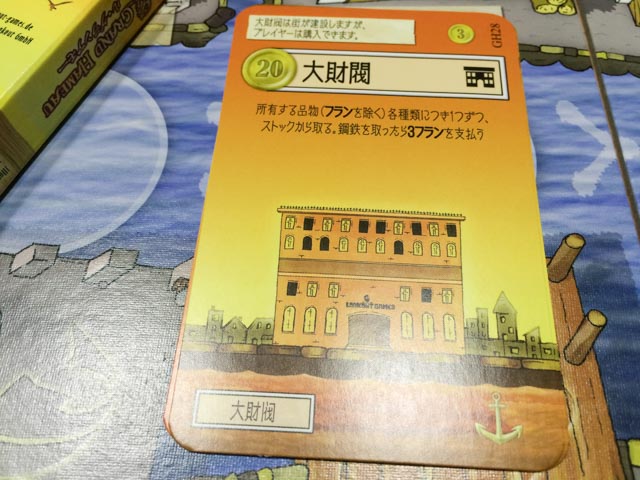 大財閥は街が建設しますが、
プレイヤーは購入できます。
3
GH28
20
大財閥
所有する品物(フランを除く)各種類につき1つずつ、
ストックから取る。鋼鉄を取ったら3フランを支払う
LOOKOUT GAMES
大財閥
GRAND HAMEAU